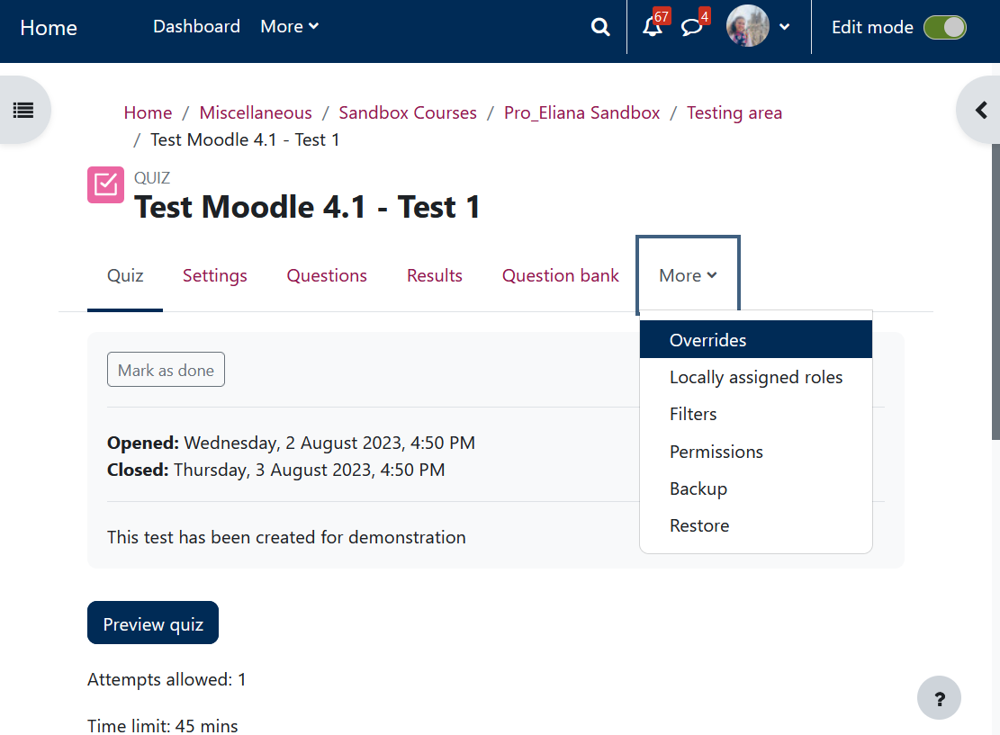 Home Dashboard More 67 4 Edit mode
Home / Miscellaneous / Sandbox Courses / Pro_Eliana Sandbox / Testing area
/ Test Moodle 4.1 - Test 1
QUIZ
Test Moodle 4.1 - Test 1
Quiz Settings Questions Results Question bank More
Overrides
Locally assigned roles
Filters
Permissions
Backup
Restore
Mark as done
Opened: Wednesday, 2 August 2023, 4:50 PM
Closed: Thursday, 3 August 2023, 4:50 PM
This test has been created for demonstration
Preview quiz
Attempts allowed: 1
?
Time limit: 45 mins